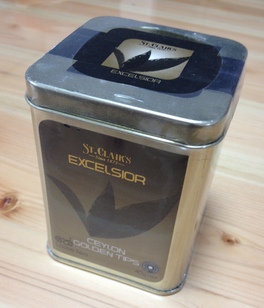 ST. CLAIR'S
EXCELSIOR
ST. CLAIR'S
EXCELSIOR
CEYLON
GOLDEN TIPS